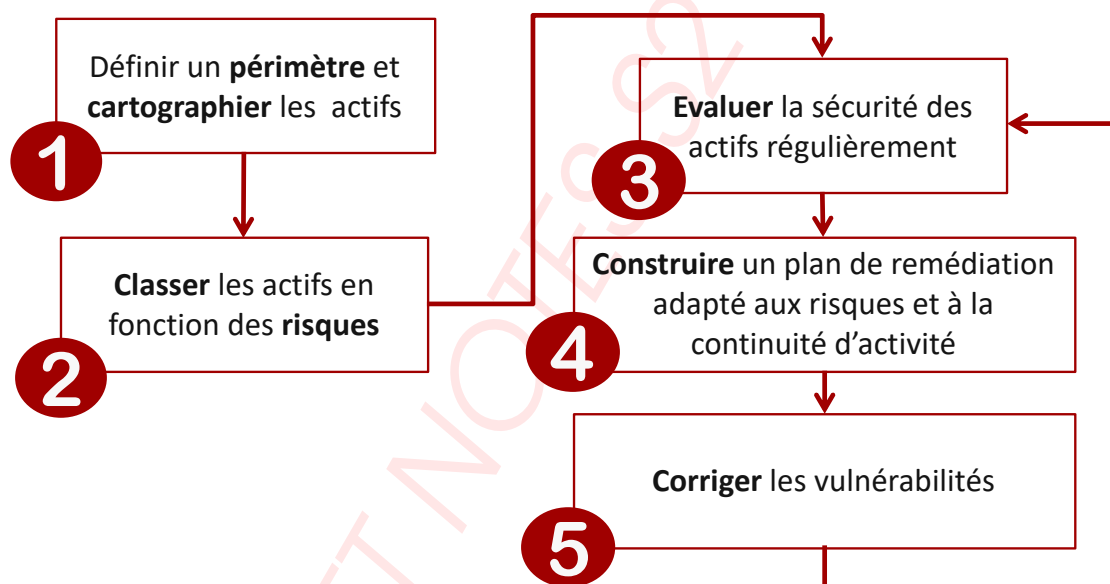 Définir un périmètre et
cartographier les actifs
1
Classer les actifs en
fonction des risques
2
Evaluer la sécurité des
actifs régulièrement
3
Construire un plan de remédiation
adapté aux risques et à la
continuité d’activité
4
Corriger les vulnérabilités
5
NOTES S2